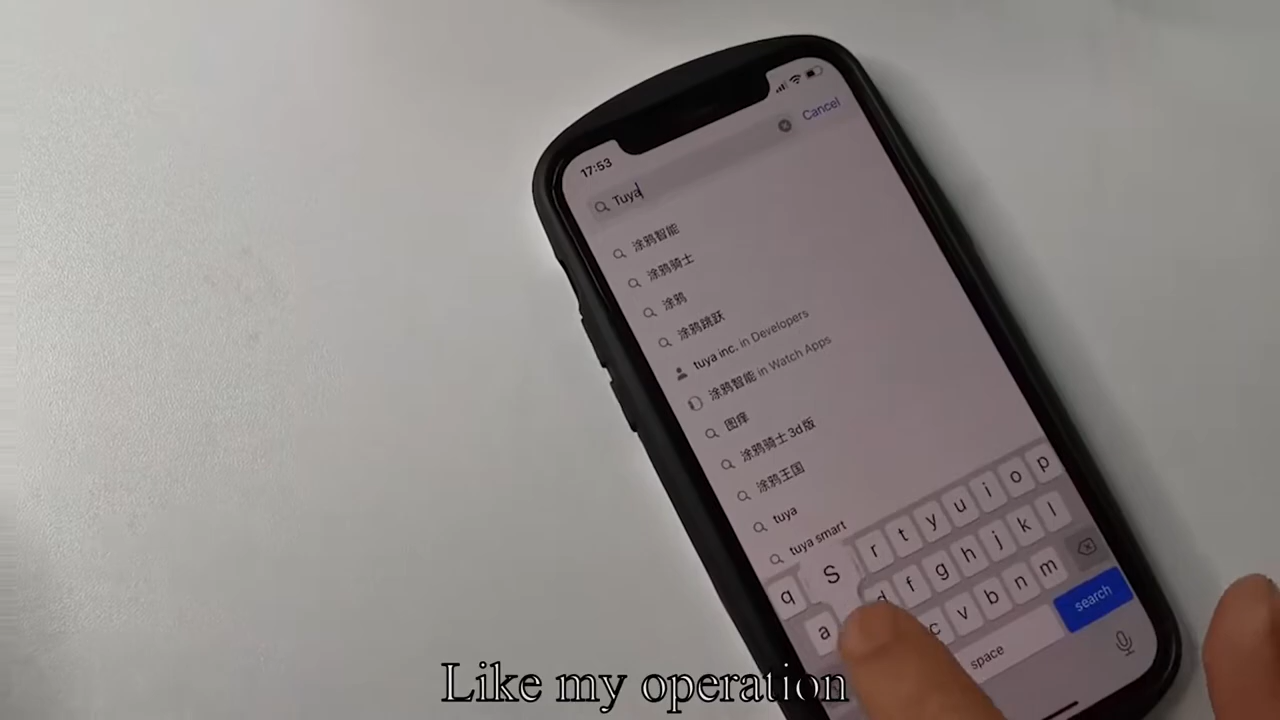 17:53
Cancel
Tuya
涂鸦智能
涂鸦骑士
涂鸦
涂鸦跳跃
tuya inc. in Developers
涂鸦智能 in Watch Apps
图痒
涂鸦骑士 3d版
涂鸦王国
tuya
tuya smart
q S r t y u i o p
a d f g h j k l
c v b n m
space search
Like my operation